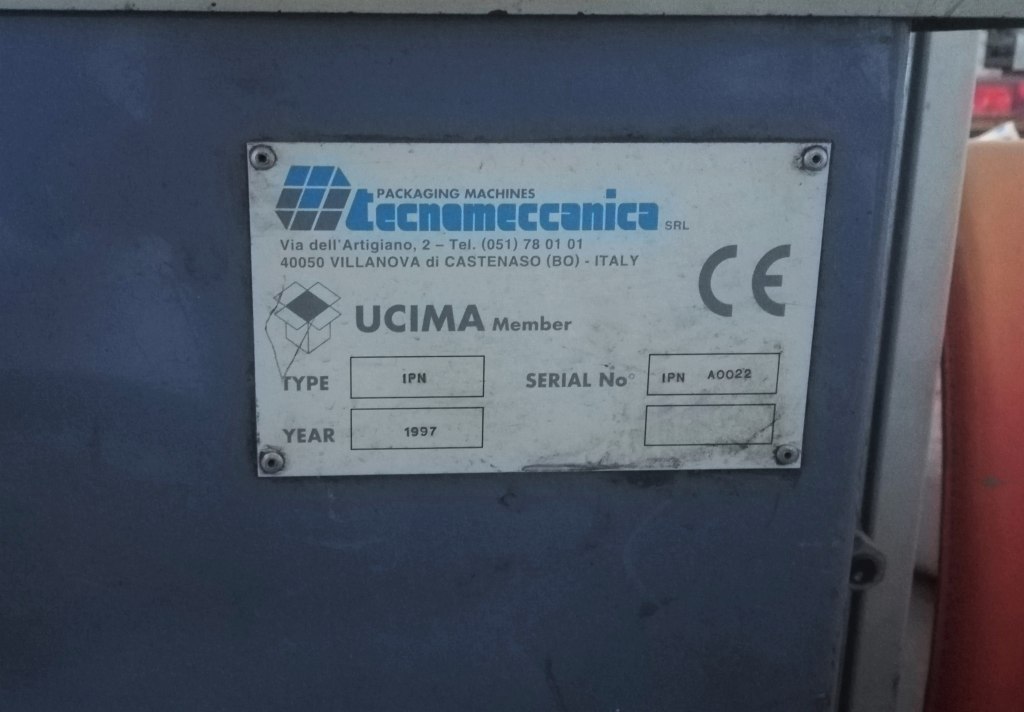 PACKAGING MACHINES
tecnomeccanica SRL
Via dell'Artigiano, 2 – Tel. (051) 78 01 01
40050 VILLANOVA di CASTENASO (BO) - ITALY
CE
UCIMA Member
TYPE IPN SERIAL No° IPN A0022
YEAR 1997